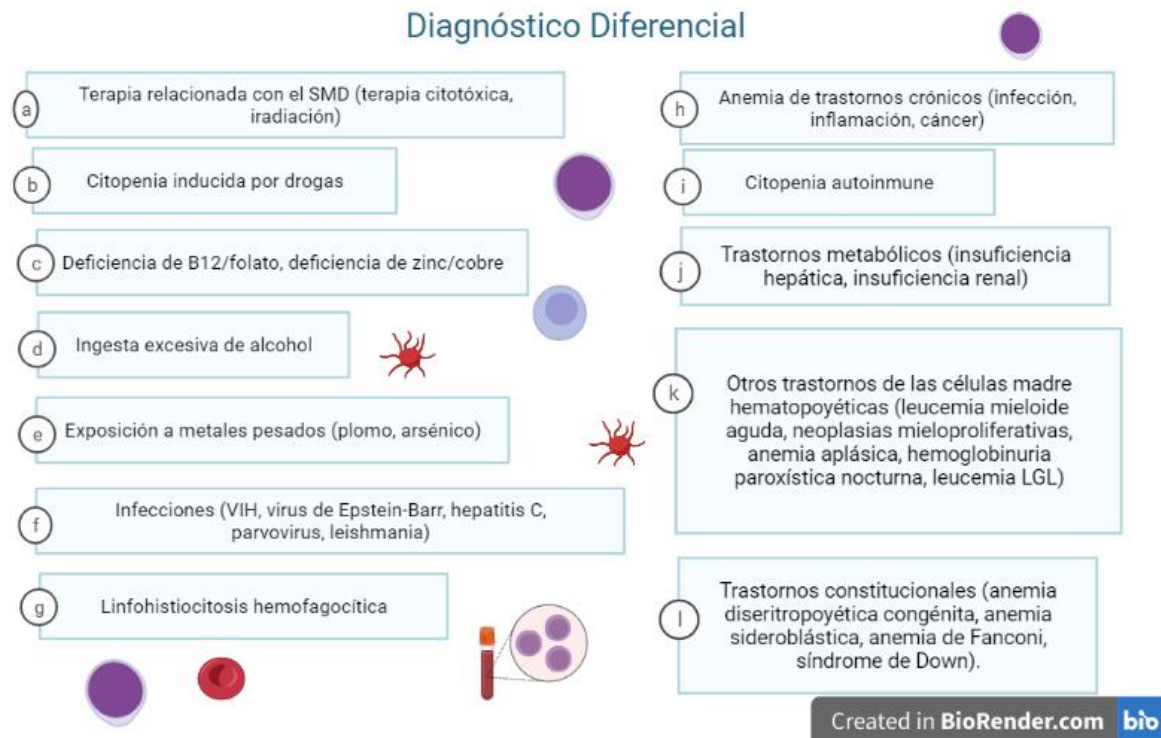 Diagnóstico Diferencial
a
Terapia relacionada con el SMD (terapia citotóxica,
iradiación)
b
Citopenia inducida por drogas
c
Deficiencia de B12/folato, deficiencia de zinc/cobre
d
Ingesta excesiva de alcohol
e
Exposición a metales pesados (plomo, arsénico)
f
Infecciones (VIH, virus de Epstein-Barr, hepatitis C,
parvovirus, leishmania)
g
Linfohistiocitosis hemofagocítica
h
Anemia de trastornos crónicos (infección,
inflamación, cáncer)
i
Citopenia autoinmune
j
Trastornos metabólicos (insuficiencia
hepática, insuficiencia renal)
k
Otros trastornos de las células madre
hematopoyéticas (leucemia mieloide
aguda, neoplasias mieloproliferativas,
anemia aplásica, hemoglobinuria
paroxística nocturna, leucemia LGL)
l
Trastornos constitucionales (anemia
diseritropoyética congénita, anemia
sideroblástica, anemia de Fanconi,
síndrome de Down).
Created in BioRender.com bio